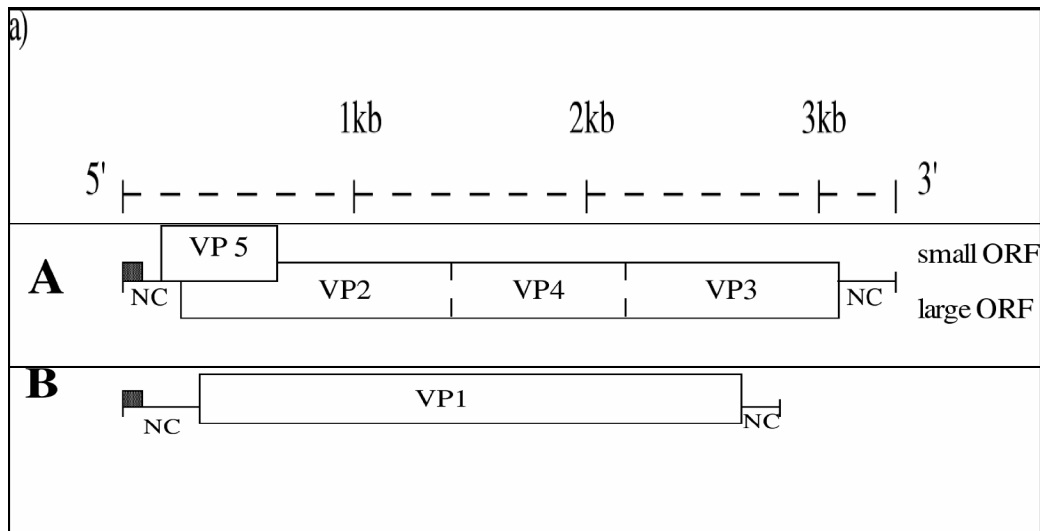 a)
1kb 2kb 3kb
5' 3'
VP 5
small ORF
A
NC VP2 VP4 VP3 NC
large ORF
B
VP1
NC NC